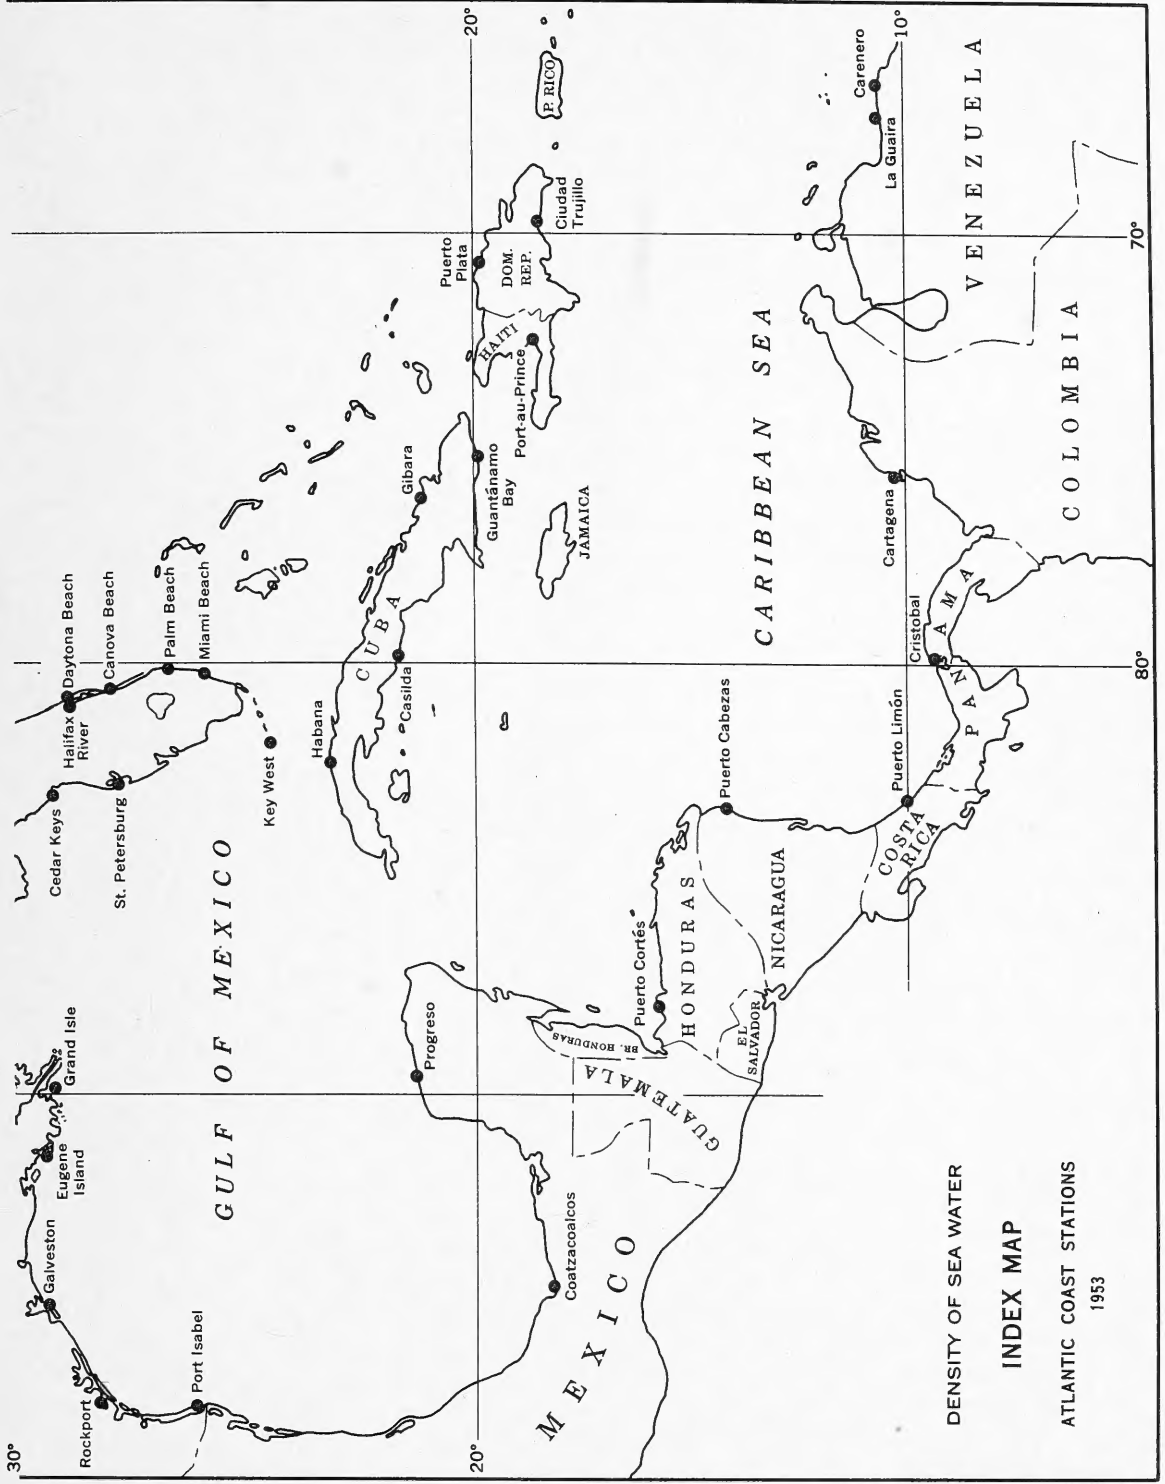 30°
Rockport
Port Isabel
Galveston
Eugene
Island
Grand Isle
GULF OF MEXICO
Cedar Keys
St. Petersburg
Halifax
River
Daytona Beach
Canova Beach
Palm Beach
Miami Beach
Key West
Habana
CUBA
Casilda
Gibara
Guantánamo
Bay
JAMAICA
Port-au-Prince
HAITI
Puerto
Plata
DOM.
REP.
Ciudad
Trujillo
P. RICO
20°
20°
Progreso
Coatzacoalcos
MEXICO
GUATEMALA
BR. HONDURAS
Puerto Cortés
HONDURAS
EL
SALVADOR
NICARAGUA
Puerto Cabezas
COSTA
RICA
Puerto Limón
Cristobal
PANAMA
CARIBBEAN SEA
Cartagena
COLOMBIA
VENEZUELA
La Guaira
Carenero
10°
70°
80°
DENSITY OF SEA WATER
INDEX MAP
ATLANTIC COAST STATIONS
1953